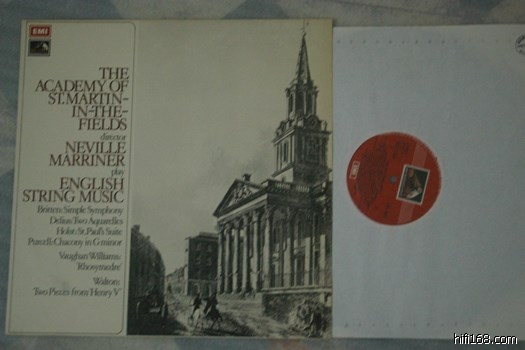 EMI
THE
ACADEMY OF
ST. MARTIN-
IN-THE-
FIELDS
director
NEVILLE
MARRINER
play
ENGLISH
STRING MUSIC
Britten: Simple Symphony
Delius: Two Aquarelles
Holst: St. Paul's Suite
Purcell: Chacony in G minor
Vaughan Williams:
'Rhosymedre'
Walton:
Two Pieces from 'Henry V'
EMI
hifi168.com